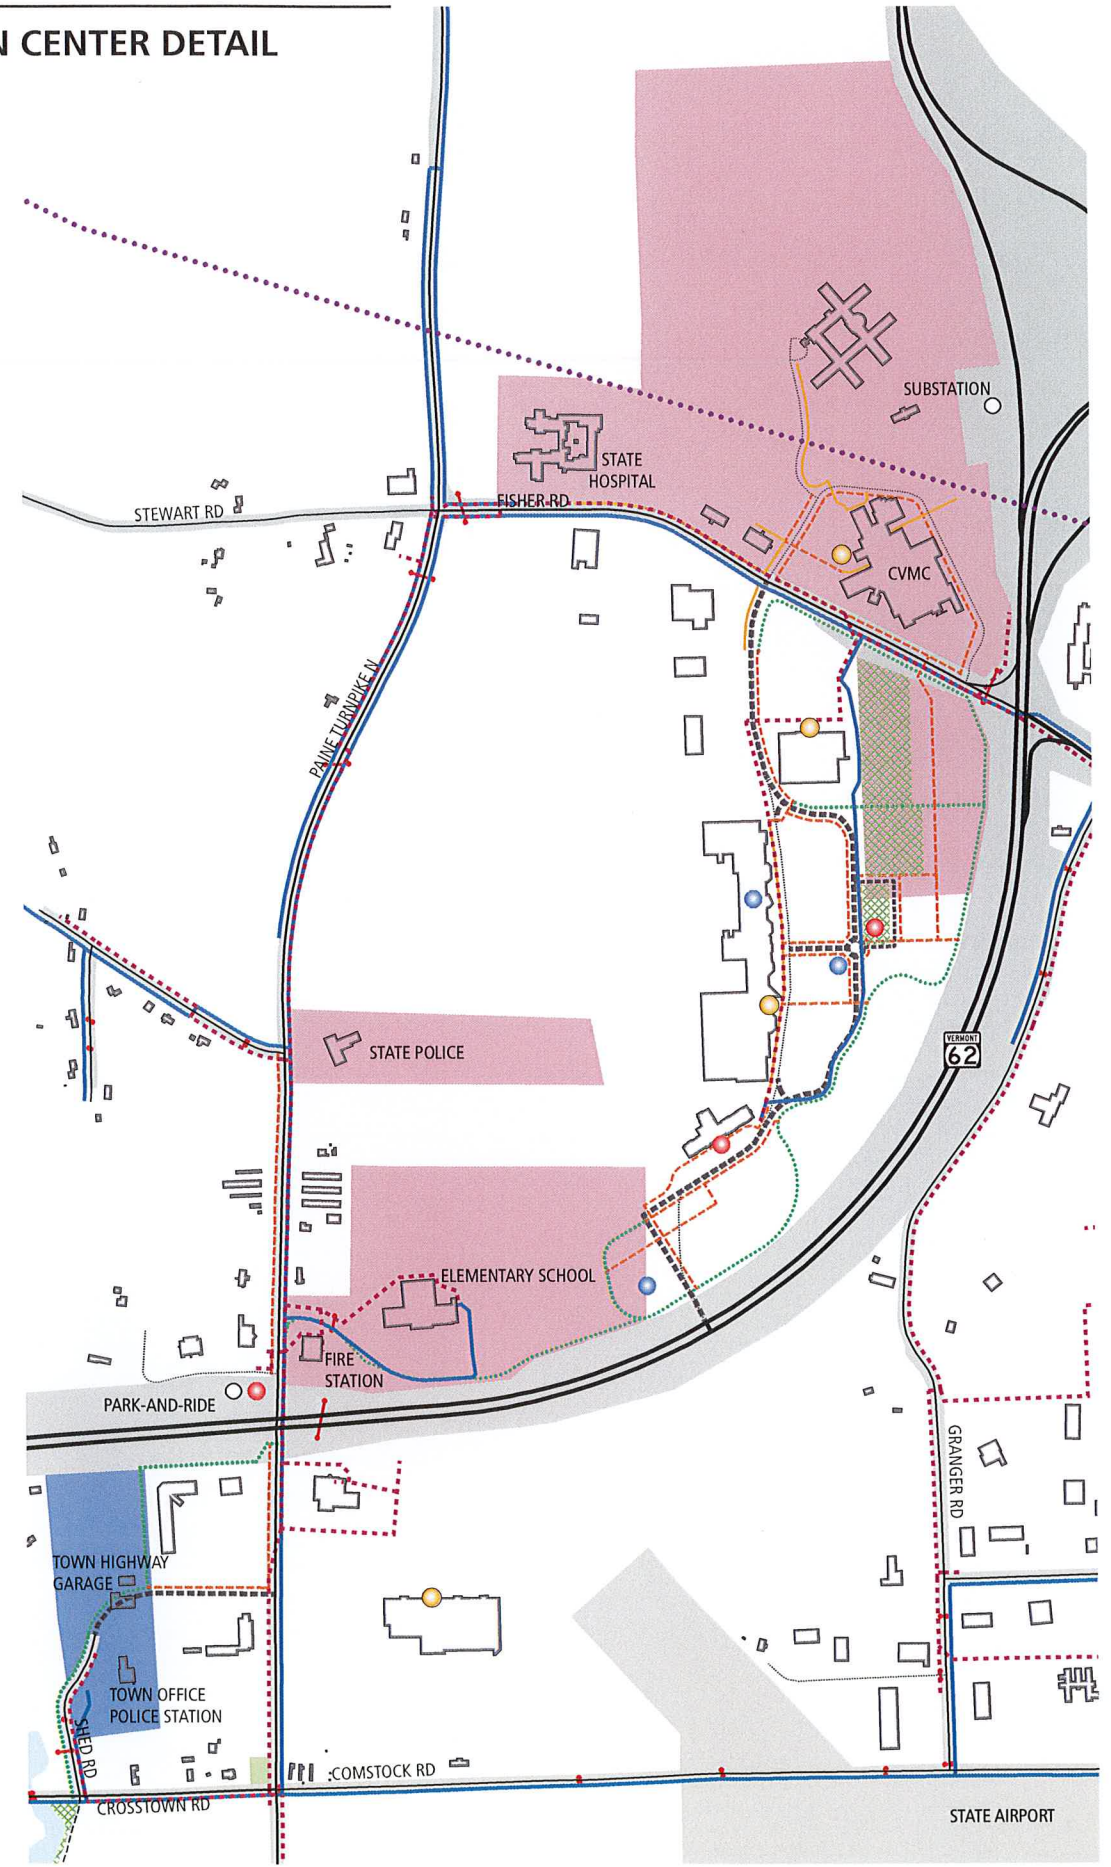 N CENTER DETAIL
SUBSTATION
STATE
HOSPITAL
FISHER RD
STEWART RD
CVMC
PAINE TURNPIKE N
STATE POLICE
VERMONT
62
ELEMENTARY SCHOOL
FIRE
STATION
PARK-AND-RIDE
GRANGER RD
TOWN HIGHWAY
GARAGE
TOWN OFFICE
POLICE STATION
SHED RD
COMSTOCK RD
CROSSTOWN RD
STATE AIRPORT